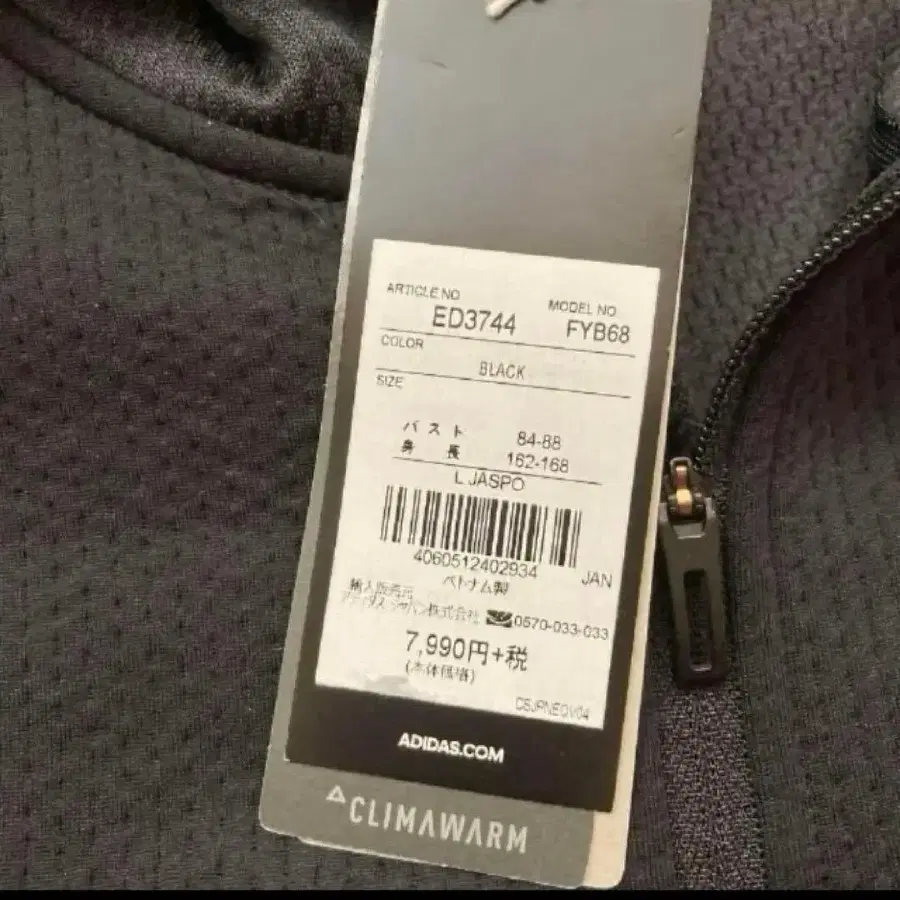 ARTICLE NO
MODEL NO
ED3744
FYB68
COLOR
BLACK
SIZE
バスト 84-88
身長 162-168
L JASPO
4060512402934
JAN
ベトナム製
輸入販売元
アディダス ジャパン株式会社 0570-033-033
7,990円+税
(本体価格)
ADIDAS.COM
CLIMAWARM